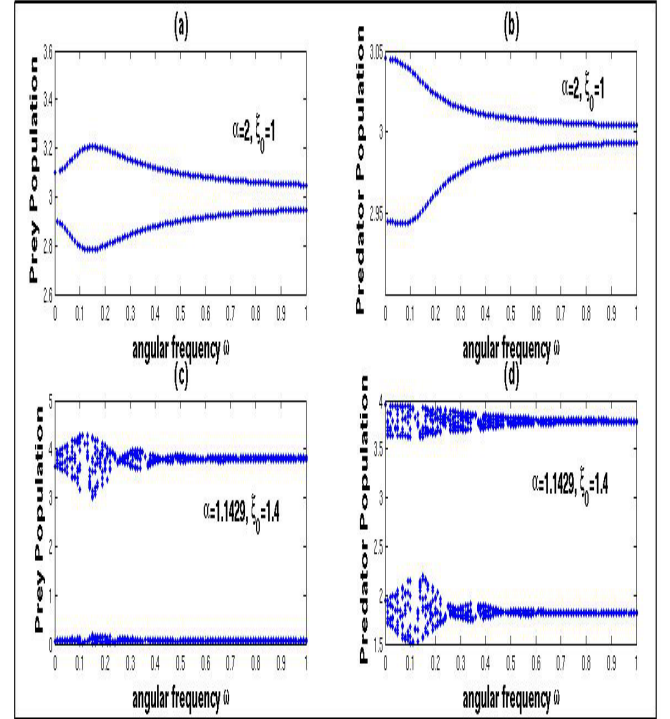 (a)
Prey Population
3.6
3.4
3.2
3
2.8
2.6
α=2, ξ0=1
0 0.1 0.2 0.3 0.4 0.5 0.6 0.7 0.8 0.9 1
angular frequency ω
(b)
Predator Population
3.05
3
2.95
α=2, ξ0=1
0 0.1 0.2 0.3 0.4 0.5 0.6 0.7 0.8 0.9 1
angular frequency ω
(c)
Prey Population
5
4
3
2
1
0
α=1.1429, ξ0=1.4
0 0.1 0.2 0.3 0.4 0.5 0.6 0.7 0.8 0.9 1
angular frequency ω
(d)
Predator Population
4
3.5
3
2.5
2
1.5
α=1.1429, ξ0=1.4
0 0.1 0.2 0.3 0.4 0.5 0.6 0.7 0.8 0.9 1
angular frequency ω